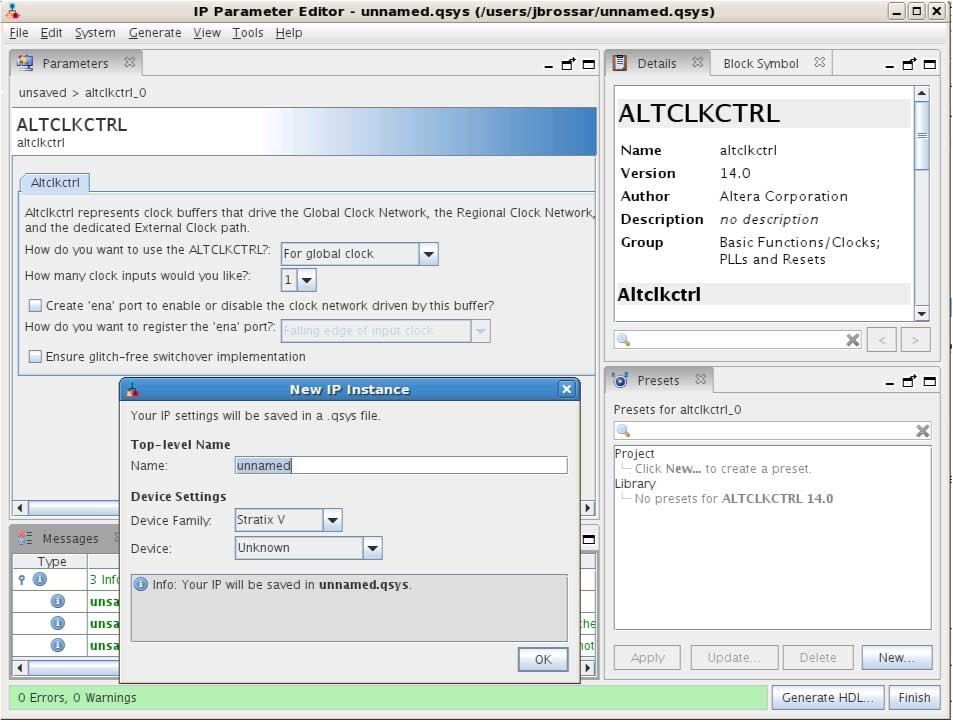 IP Parameter Editor - unnamed.qsys (/users/jbrossar/unnamed.qsys)
File Edit System Generate View Tools Help
Parameters
unsaved > altclkctrl_0
ALTCLKCTRL
altclkctrl
Altclkctrl
Altclkctrl represents clock buffers that drive the Global Clock Network, the Regional Clock Network,
and the dedicated External Clock path.
How do you want to use the ALTCLKCTRL?: For global clock
How many clock inputs would you like?: 1
Create 'ena' port to enable or disable the clock network driven by this buffer?
How do you want to register the 'ena' port?: Falling edge of input clock
Ensure glitch-free switchover implementation
New IP Instance
Your IP settings will be saved in a .qsys file.
Top-level Name
Name: unnamed
Device Settings
Device Family: Stratix V
Device: Unknown
Info: Your IP will be saved in unnamed.qsys.
OK
Messages
Type
3 Info
unsa
unsa
unsa
Details Block Symbol
ALTCLKCTRL
Name altclkctrl
Version 14.0
Author Altera Corporation
Description no description
Group Basic Functions/Clocks;
PLLs and Resets
Altclkctrl
< >
Presets
Presets for altclkctrl_0
Project
Click New... to create a preset.
Library
No presets for ALTCLKCTRL 14.0
Apply Update... Delete New...
0 Errors, 0 Warnings
Generate HDL... Finish